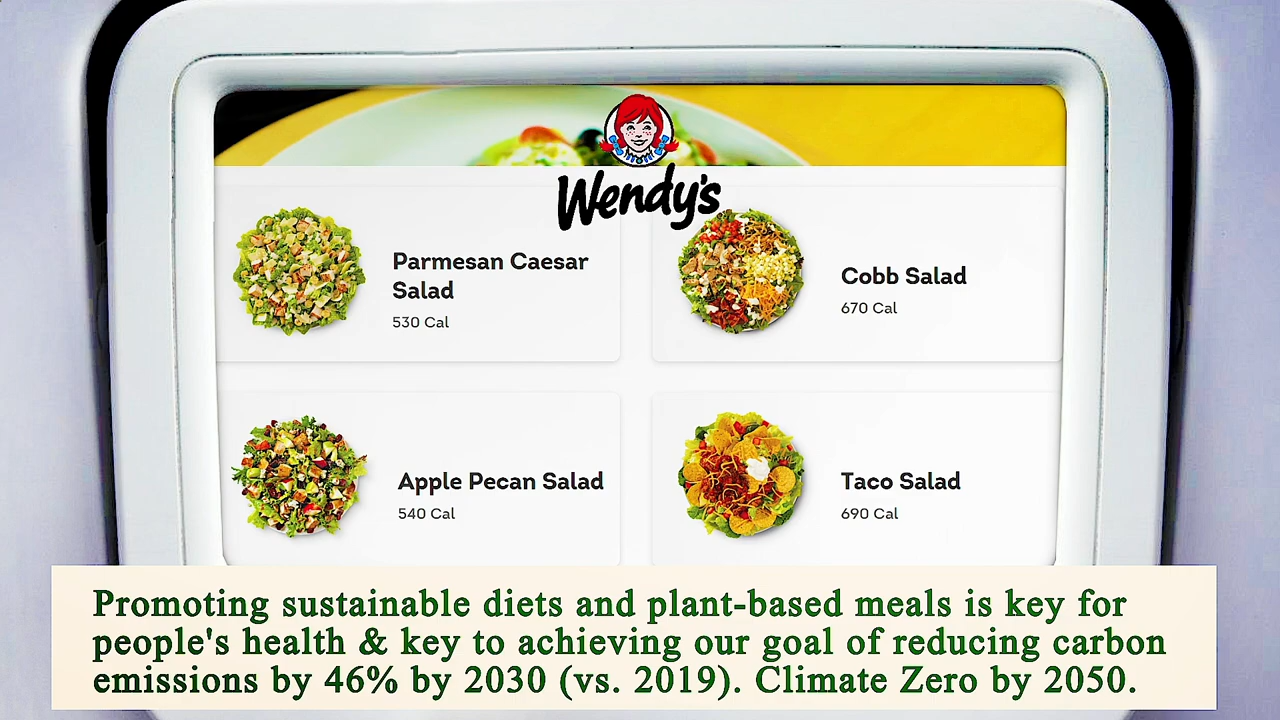 Wendy's
Parmesan Caesar
Salad
530 Cal
Cobb Salad
670 Cal
Apple Pecan Salad
540 Cal
Taco Salad
690 Cal
Promoting sustainable diets and plant-based meals is key for
people's health & key to achieving our goal of reducing carbon
emissions by 46% by 2030 (vs. 2019). Climate Zero by 2050.